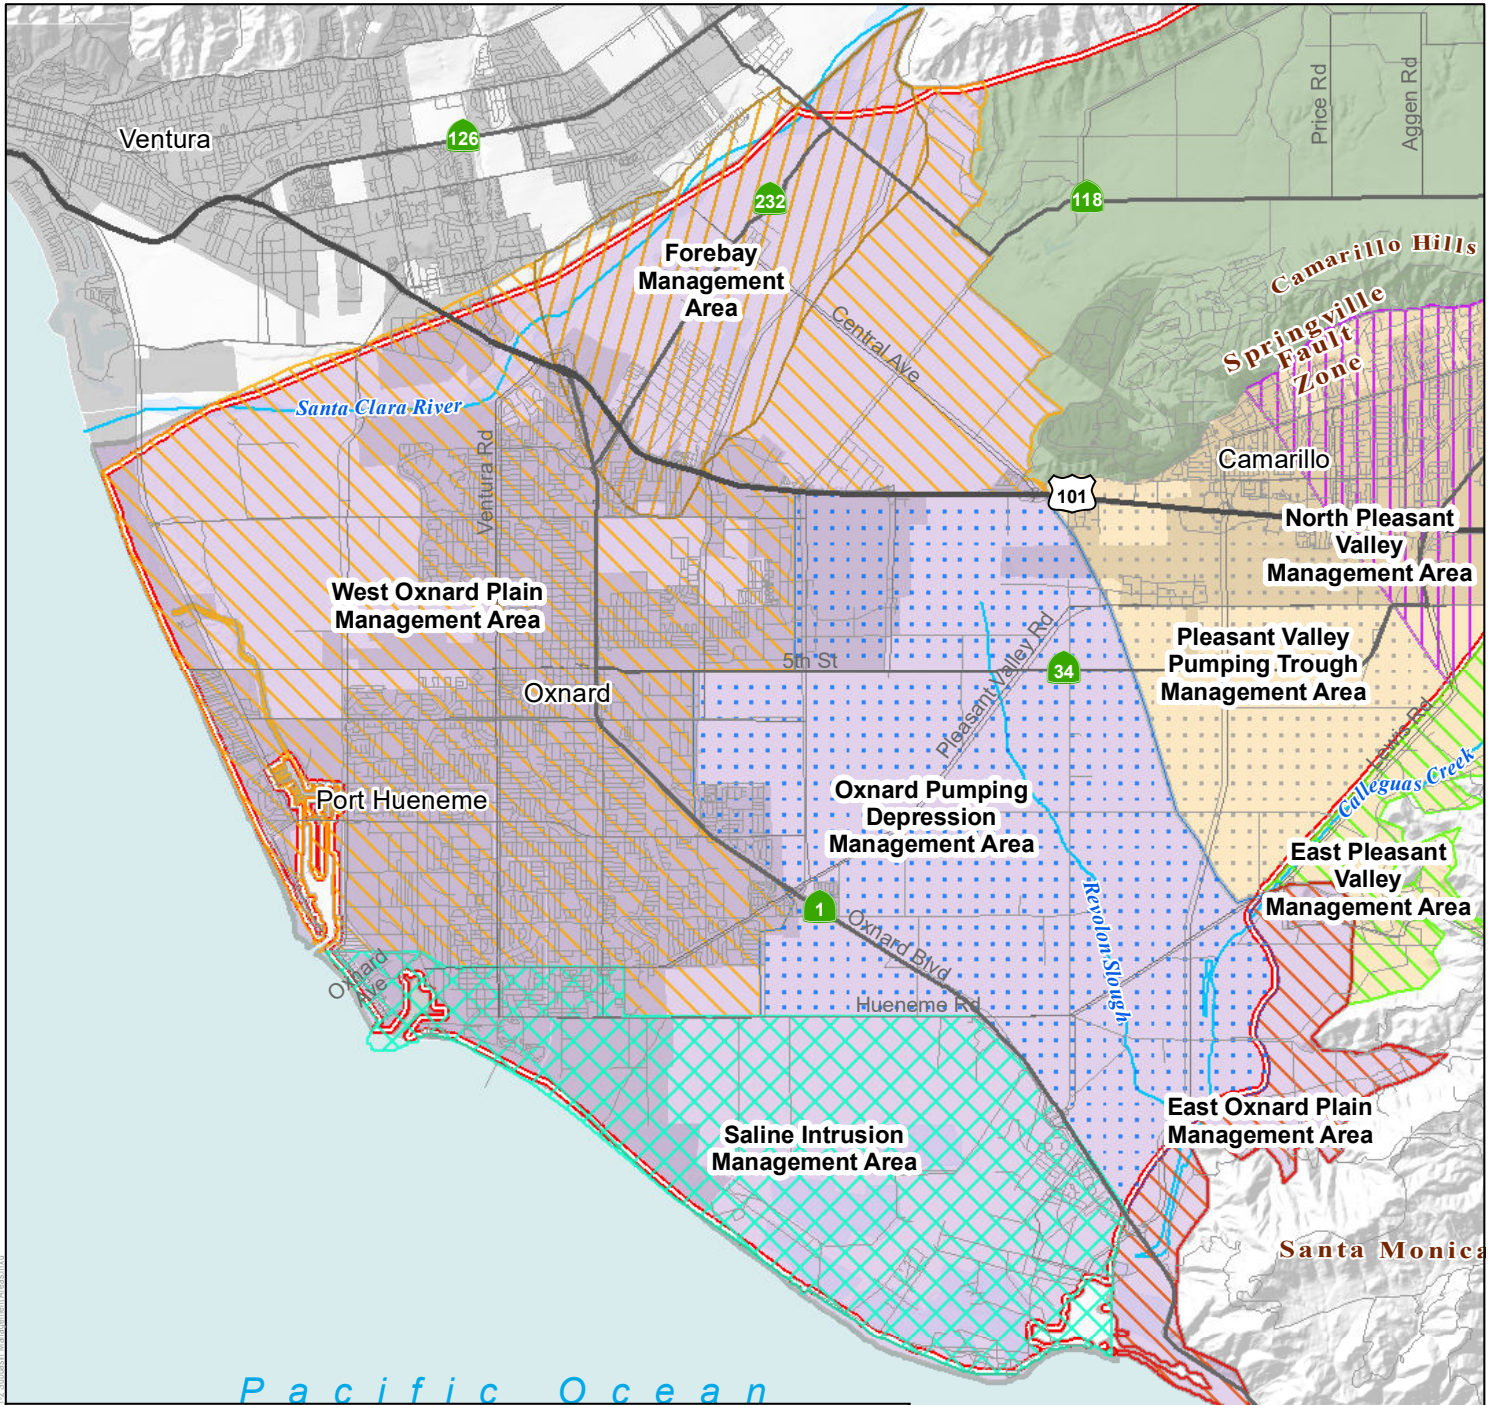 Ventura
126
232
118
Price Rd
Aggen Rd
Forebay
Management
Area
Camarillo Hills
Springville
Fault
Zone
Central Ave
Santa Clara River
Ventura Rd
Camarillo
101
North Pleasant
Valley
Management Area
West Oxnard Plain
Management Area
Pleasant Valley
Pumping Trough
Management Area
5th St
34
Pleasant Valley Rd
Oxnard
Lewis Rd
Calleguas Creek
Port Hueneme
Oxnard Pumping
Depression
Management Area
East Pleasant
Valley
Management Area
1
Oxnard Blvd
Revolon Slough
Oxnard
Ave
Hueneme Rd
East Oxnard Plain
Management Area
Saline Intrusion
Management Area
Santa Monica
Pacific Ocean